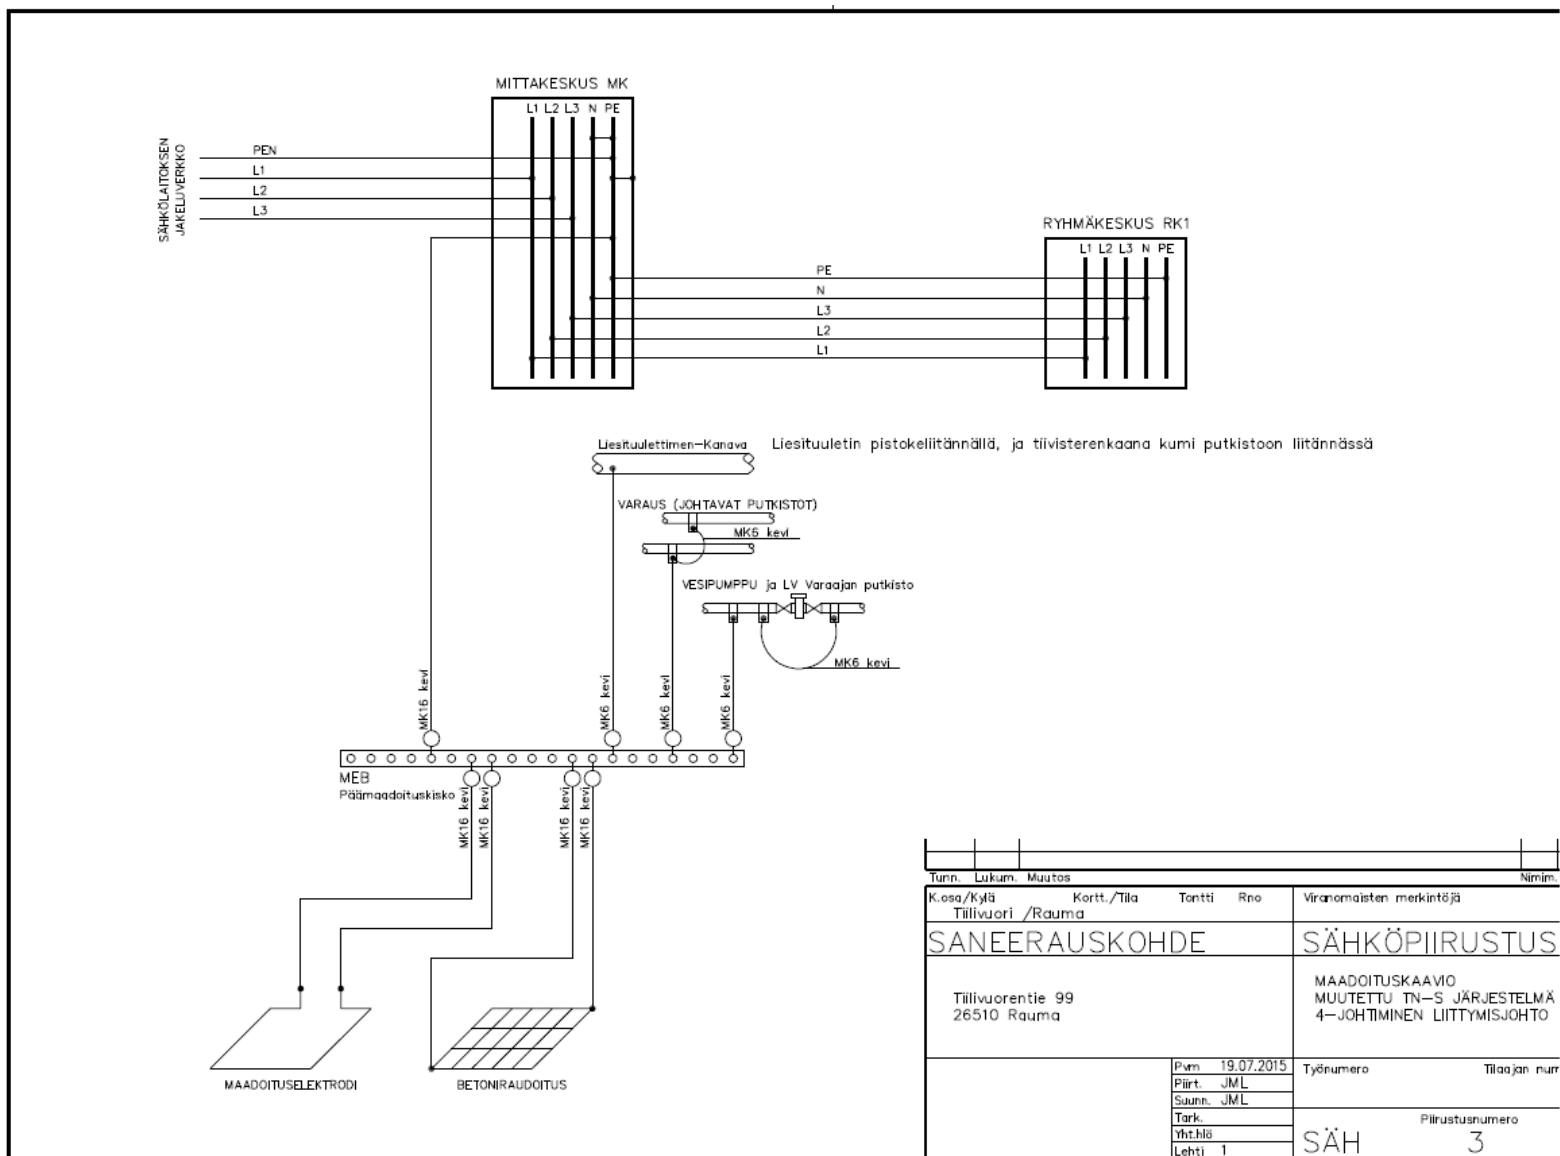 MITTAKESKUS MK
L1 L2 L3 N PE
SÄHKÖLAITOKSEN
JAKELUVERKKO
PEN
L1
L2
L3
RYHMÄKESKUS RK1
L1 L2 L3 N PE
PE
N
L3
L2
L1
Liesituulettimen-Kanava
Liesituuletin pistokeliitännällä, ja tiivisterenkaana kumi putkistoon liitännässä
VARAUS (JOHTAVAT PUTKISTOT)
MK6 kevi
VESIPUMPPU ja LV Varaajan putkisto
MK6 kevi
MK16 kevi
MK6 kevi
MK6 kevi
MK6 kevi
MEB
Päämaadoituskisko
MK16 kevi
MK16 kevi
MK16 kevi
MK16 kevi
MAADOITUSELEKTRODI
BETONIRAUDOITUS
Tunn. Lukum. Muutos Nimim.
K.osa/Kylä Kortt./Tila Tontti Rno Viranomaisten merkintöjä
Tiilivuori /Rauma
SANEERAUSKOHDE SÄHKÖPIIRUSTUS
Tiilivuorentie 99
26510 Rauma
MAADOITUSKAAVIO
MUUTETTU TN-S JÄRJESTELMÄ
4-JOHTIMINEN LIITTYMISJOHTO
Pvm 19.07.2015
Piirt. JML
Suunn. JML
Tark.
Yht.hlö
Lehti 1
Työnumero Tilaajan num
Piirustusnumero
SÄH 3